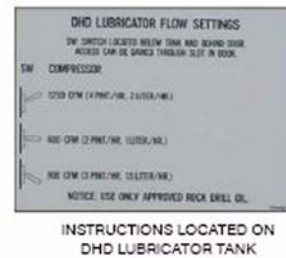 DHD LUBRICATOR FLOW SETTINGS
SW. SWITCH LOCATED BELOW TANK AND BEHIND DOOR.
ACCESS CAN BE GAINED THROUGH SLOT IN DOOR.
SW COMPRESSOR
1250 CFM (4 PINT/HR, 2 LITER/HR.)
600 CFM (2 PINT/HR, 1 LITER/HR.)
900 CFM (3 PINT/HR, 1.5 LITER/HR.)
NOTICE: USE ONLY APPROVED ROCK DRILL OIL.
INSTRUCTIONS LOCATED ON
DHD LUBRICATOR TANK